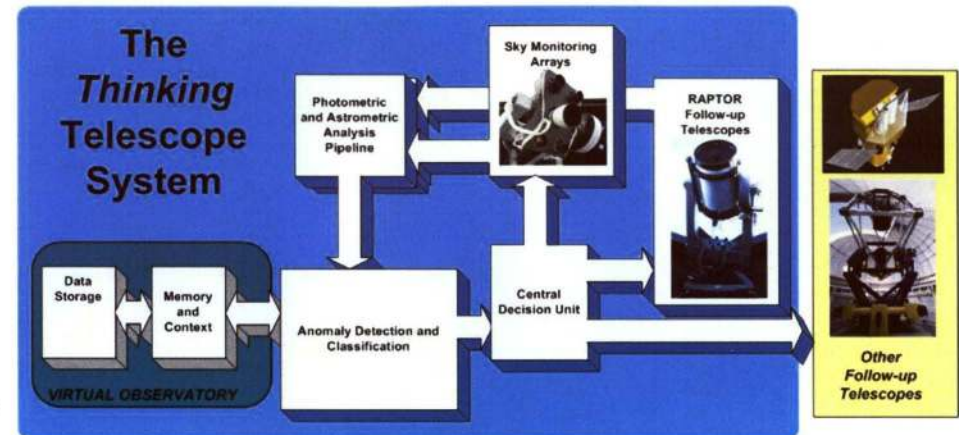 The
Thinking
Telescope
System
Sky Monitoring
Arrays
Photometric
and Astrometric
Analysis
Pipeline
RAPTOR
Follow-up
Telescopes
Data
Storage
Memory
and
Context
Anomaly Detection and
Classification
Central
Decision Unit
VIRTUAL OBSERVATORY
Other
Follow-up
Telescopes